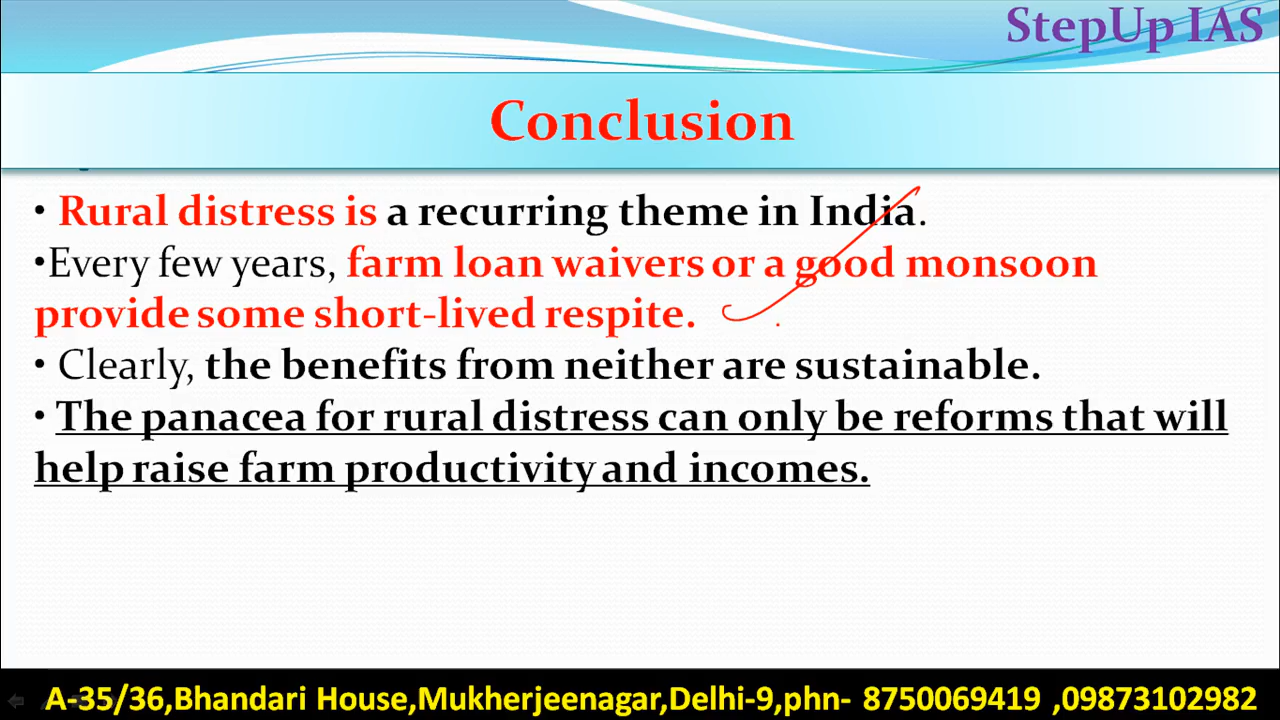 StepUp IAS
Conclusion
• Rural distress is a recurring theme in India.
•Every few years, farm loan waivers or a good monsoon
provide some short-lived respite.
• Clearly, the benefits from neither are sustainable.
• The panacea for rural distress can only be reforms that will
help raise farm productivity and incomes.
A-35/36,Bhandari House,Mukherjeenagar,Delhi-9,phn- 8750069419 ,09873102982